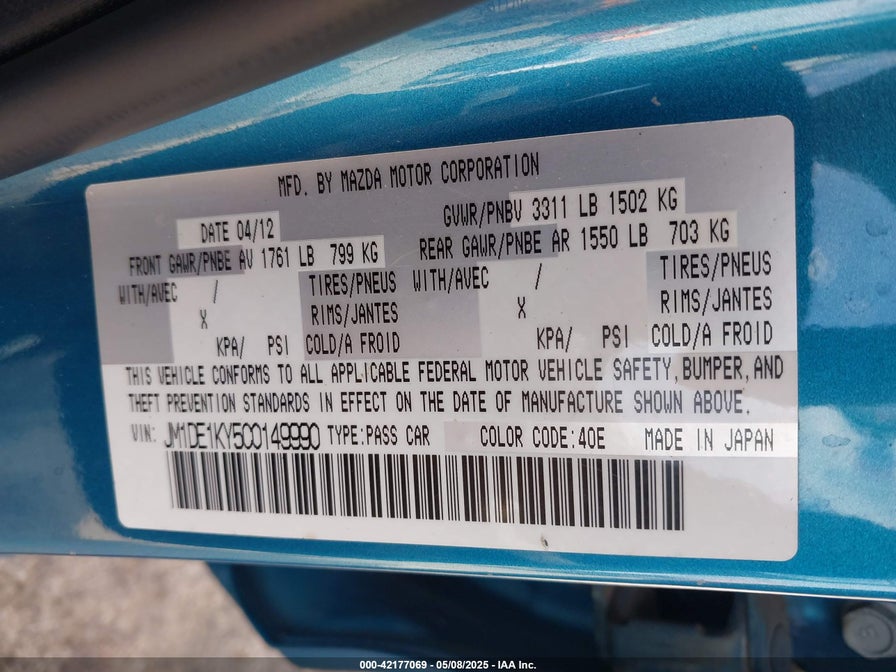 MFD. BY MAZDA MOTOR CORPORATION
DATE 04/12 GVWR/PNBV 3311 LB 1502 KG
FRONT GAWR/PNBE AV 1761 LB 799 KG REAR GAWR/PNBE AR 1550 LB 703 KG
WITH/AVEC / TIRES/PNEUS WITH/AVEC / TIRES/PNEUS
X RIMS/JANTES X RIMS/JANTES
KPA/ PSI COLD/A FROID KPA/ PSI COLD/A FROID
THIS VEHICLE CONFORMS TO ALL APPLICABLE FEDERAL MOTOR VEHICLE SAFETY, BUMPER, AND
THEFT PREVENTION STANDARDS IN EFFECT ON THE DATE OF MANUFACTURE SHOWN ABOVE.
VIN: JM1DE1KY5C0149990 TYPE:PASS CAR COLOR CODE:40E MADE IN JAPAN
000-42177069 - 05/08/2025 - IAA Inc.